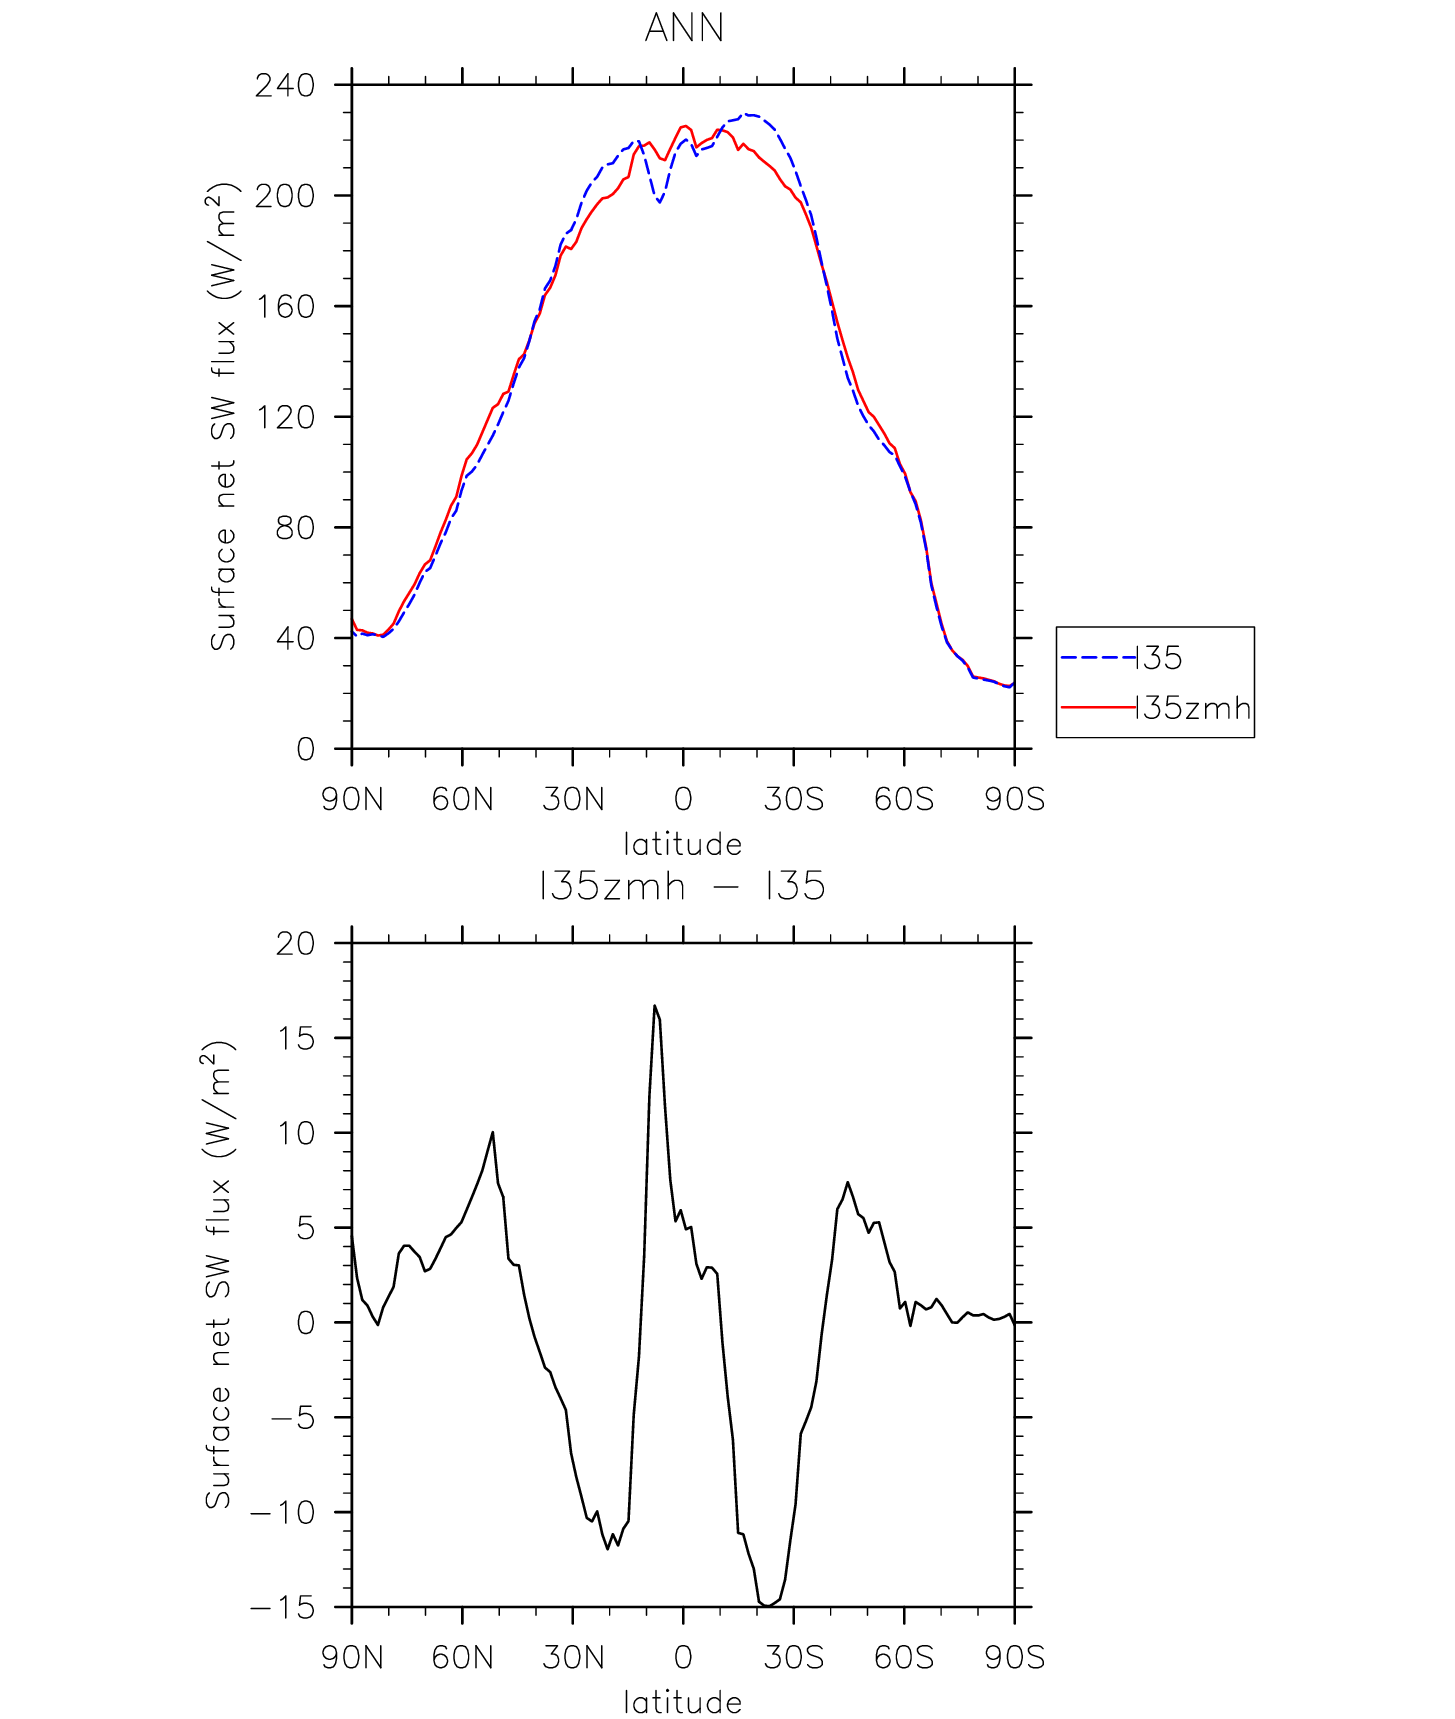 ANN
240
200
160
120
80
40
0
Surface net SW flux (W/m²)
90N 60N 30N 0 30S 60S 90S
latitude
I35
I35zmh
I35zmh − I35
20
15
10
5
0
−5
−10
−15
Surface net SW flux (W/m²)
90N 60N 30N 0 30S 60S 90S
latitude